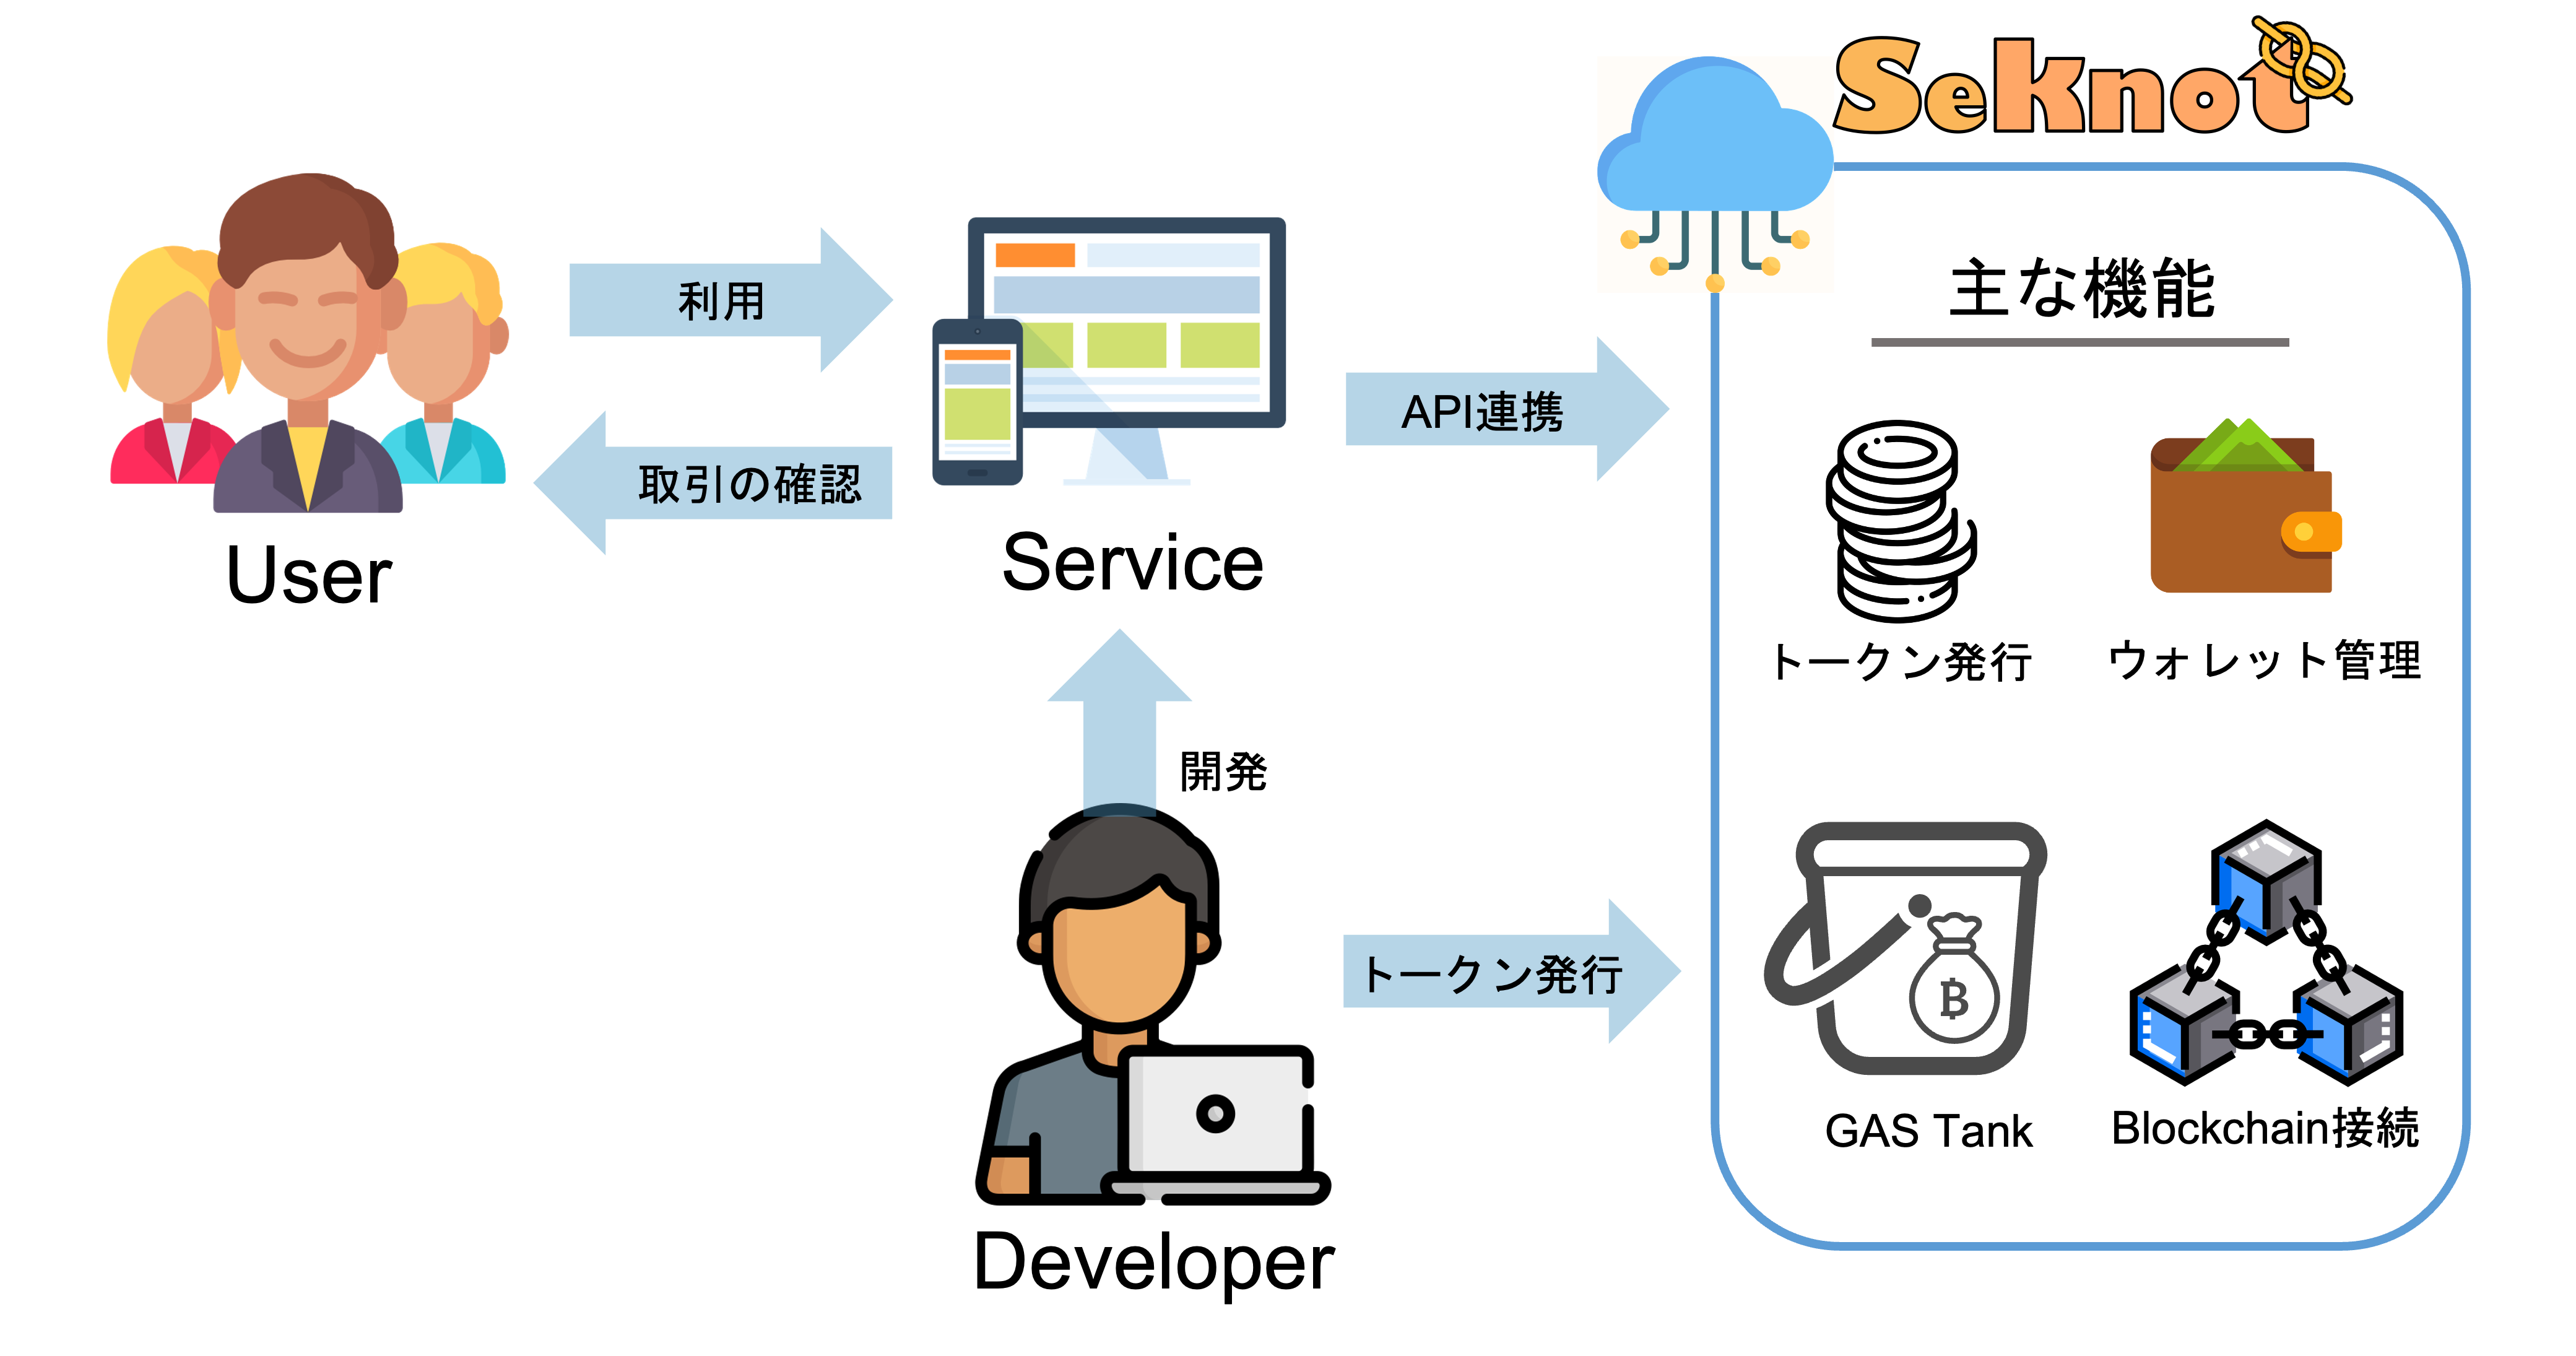 Seknot
主な機能
利用
API連携
取引の確認
User
Service
トークン発行
ウォレット管理
開発
トークン発行
GAS Tank
Blockchain接続
Developer